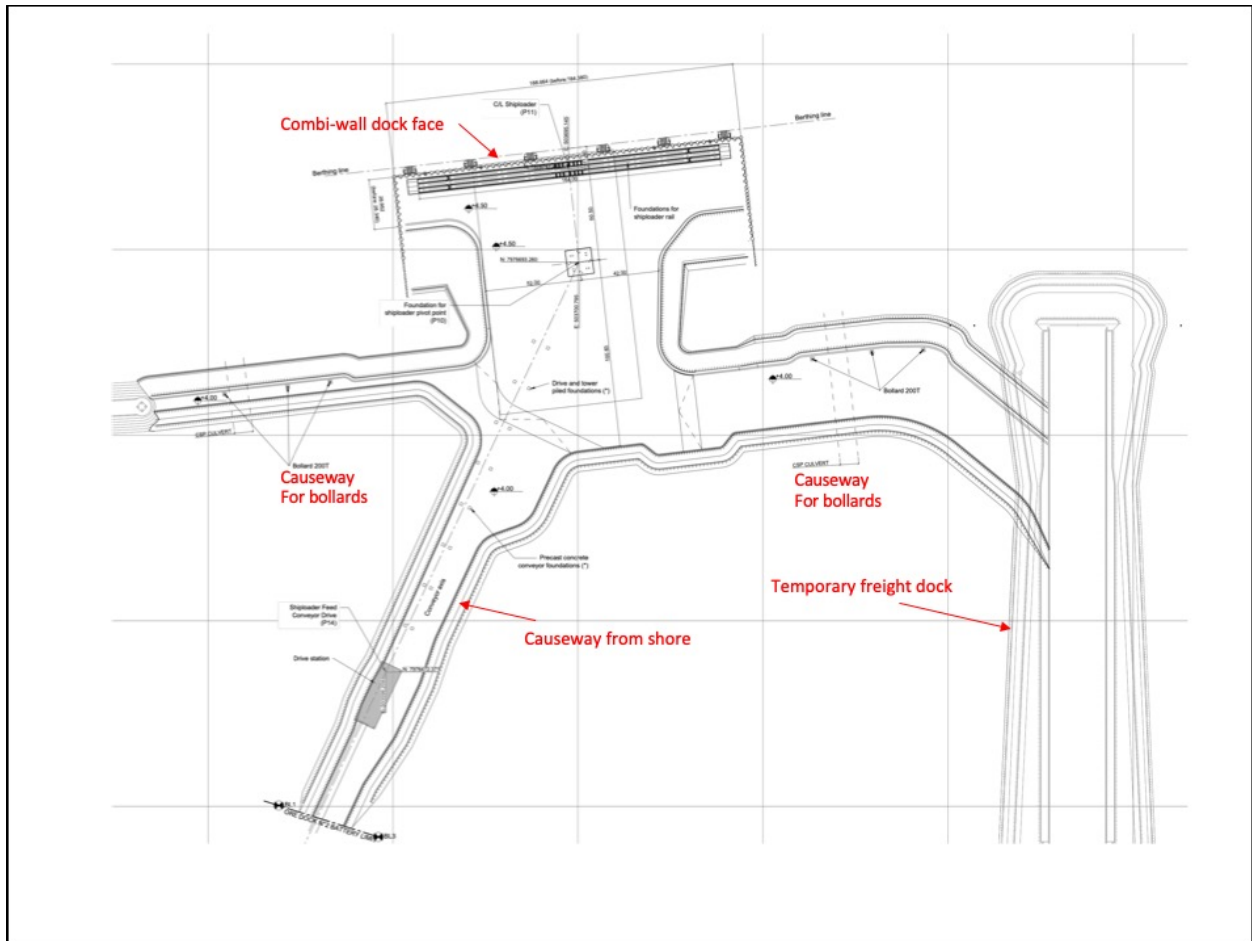 C/L Shiploader
(P11)
Combi-wall dock face
Berthing line
Berthing line
+4.50
Foundations for
shiploader rail
+4.50
Foundation for
shiploader pivot point
(P10)
Drive and lower
piled foundations (*)
+4.00
Bollard 200T
+4.00
CSP CULVERT
Bollard 200T
Causeway
For bollards
CSP CULVERT
Causeway
For bollards
+4.00
Precast concrete
conveyor foundations (*)
Conveyor axis
Temporary freight dock
Shiploader Feed
Conveyor Drive
(P14)
Causeway from shore
Drive station
BL1
BL3